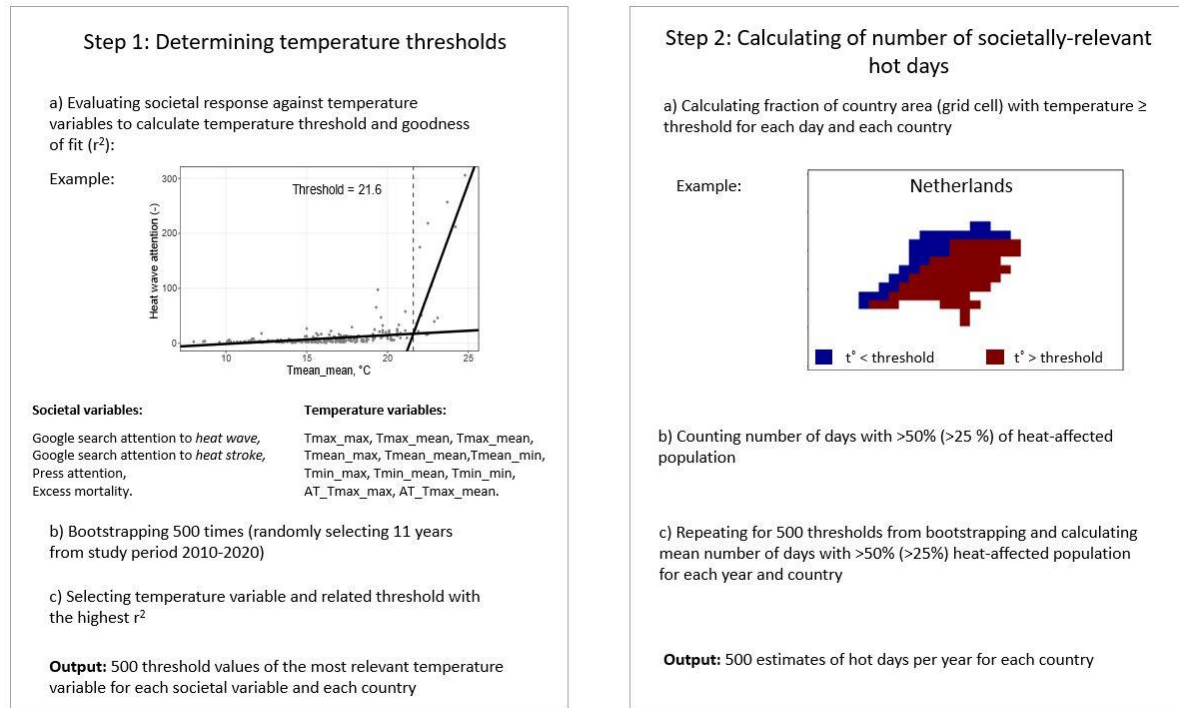 Step 1: Determining temperature thresholds
a) Evaluating societal response against temperature
variables to calculate temperature threshold and goodness
of fit (r²):
Example:
Threshold = 21.6
Heat wave attention (-)
300
200
100
0
10
15
20
25
Tmean_mean, °C
Societal variables:
Google search attention to heat wave,
Google search attention to heat stroke,
Press attention,
Excess mortality.
Temperature variables:
Tmax_max, Tmax_mean, Tmax_mean,
Tmean_max, Tmean_mean,Tmean_min,
Tmin_max, Tmin_mean, Tmin_min,
AT_Tmax_max, AT_Tmax_mean.
b) Bootstrapping 500 times (randomly selecting 11 years
from study period 2010-2020)
c) Selecting temperature variable and related threshold with
the highest r²
Output: 500 threshold values of the most relevant temperature
variable for each societal variable and each country
Step 2: Calculating of number of societally-relevant
hot days
a) Calculating fraction of country area (grid cell) with temperature ≥
threshold for each day and each country
Example:
Netherlands
t° < threshold
t° > threshold
b) Counting number of days with >50% (>25 %) of heat-affected
population
c) Repeating for 500 thresholds from bootstrapping and calculating
mean number of days with >50% (>25%) heat-affected population
for each year and country
Output: 500 estimates of hot days per year for each country